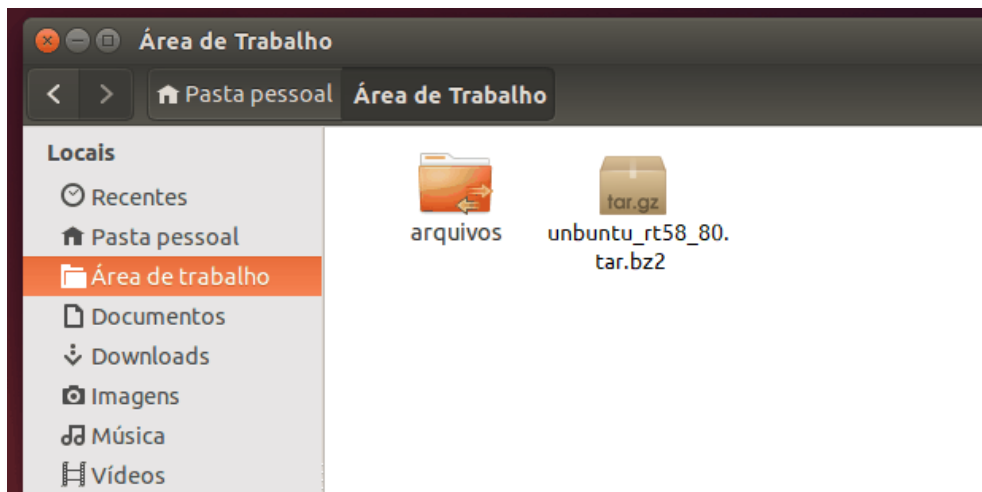 Área de Trabalho
Pasta pessoal Área de Trabalho
Locais
Recentes
Pasta pessoal
Área de trabalho
Documentos
Downloads
Imagens
Música
Vídeos
arquivos
tar.gz
unbuntu_rt58_80.
tar.bz2